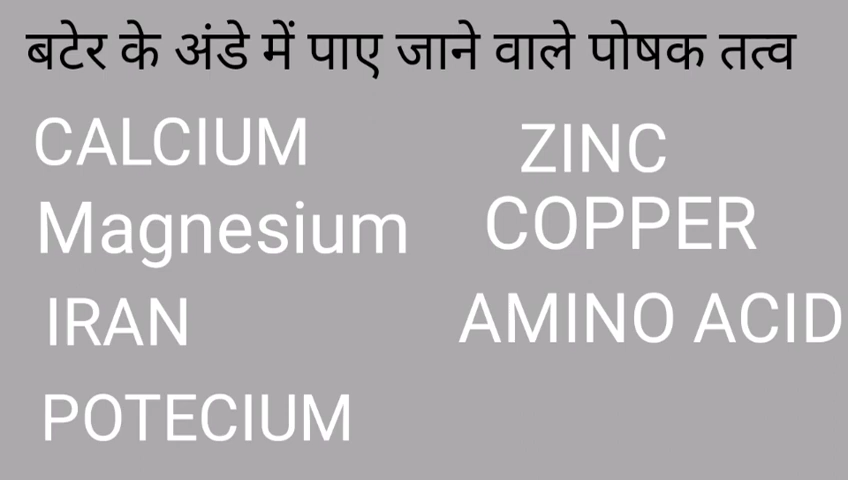 बटेर के अंडे में पाए जाने वाले पोषक तत्व
CALCIUM
Magnesium
IRAN
POTECIUM
ZINC
COPPER
AMINO ACID